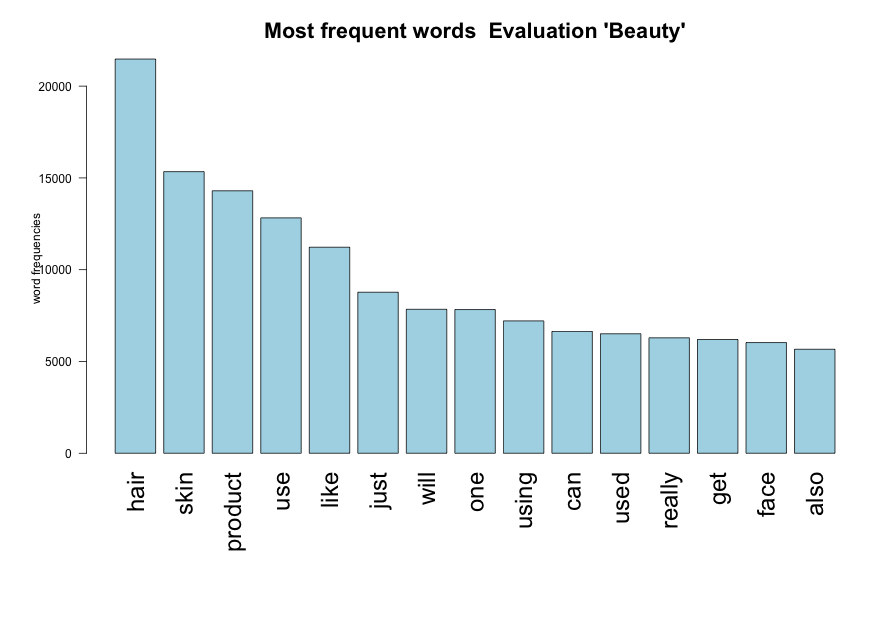 Most frequent words  Evaluation 'Beauty'
word frequencies
20000
15000
10000
5000
0
hair
skin
product
use
like
just
will
one
using
can
used
really
get
face
also